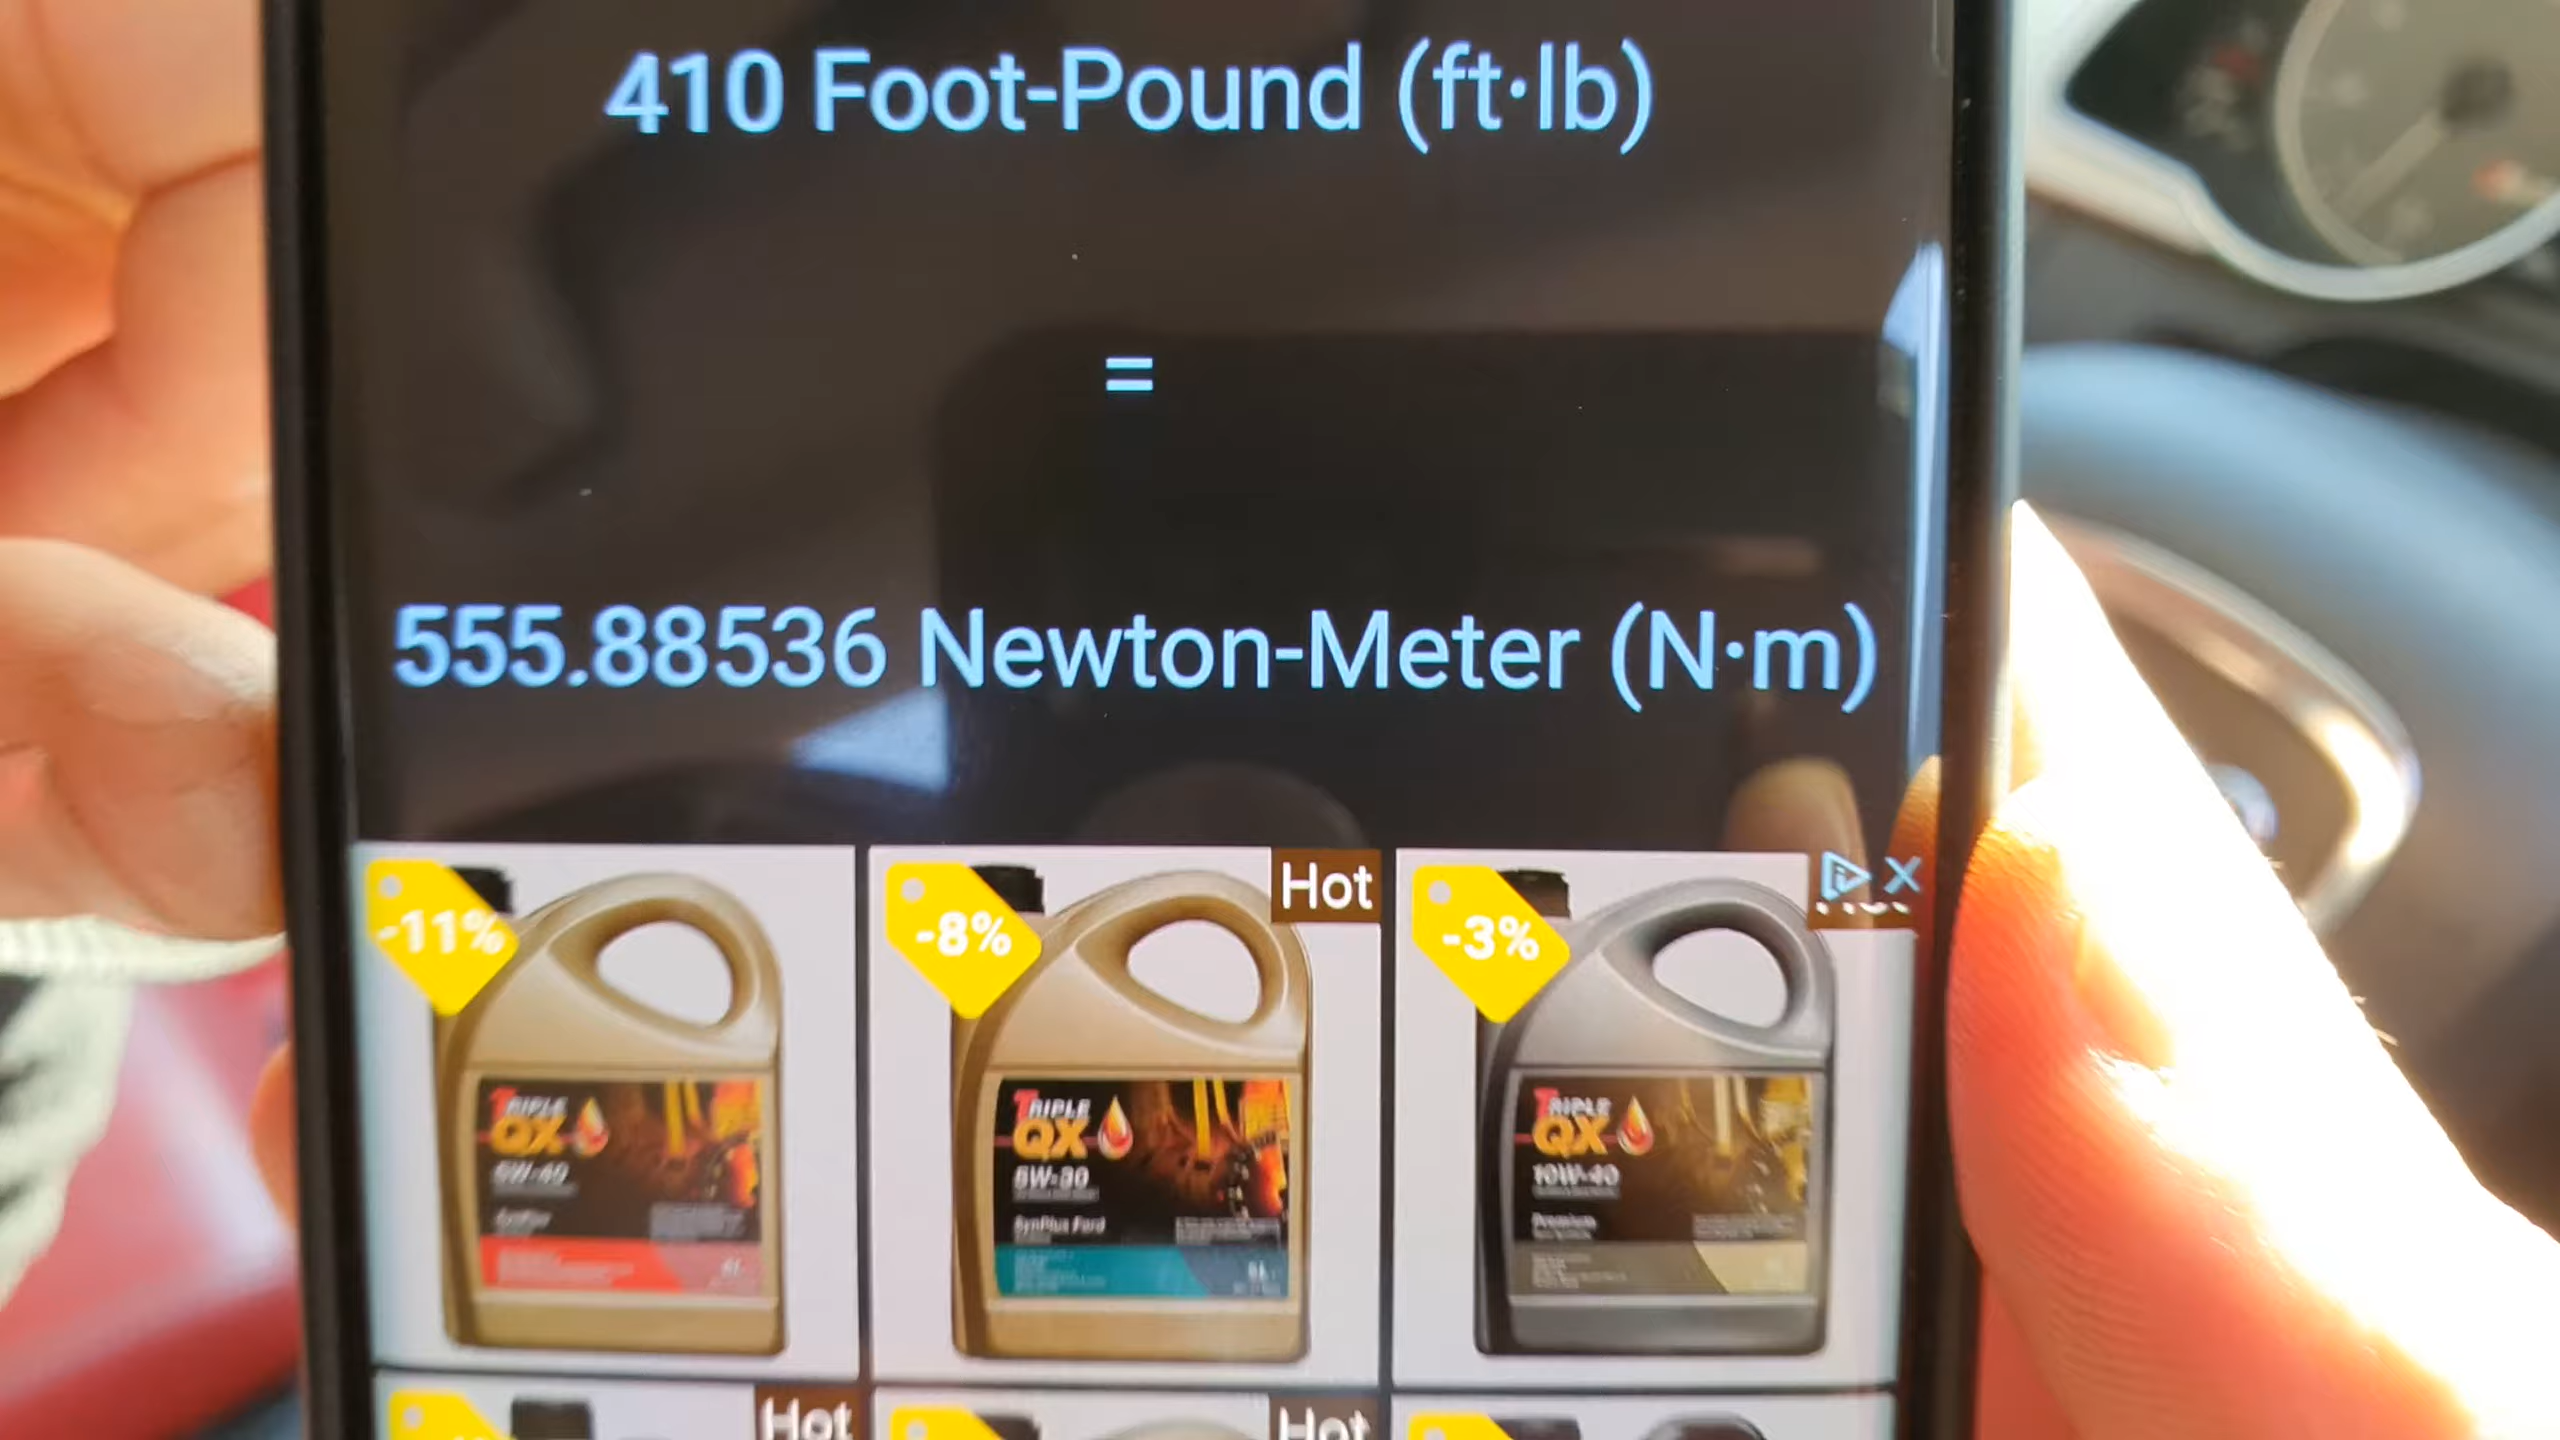 410 Foot-Pound (ft·lb)
=
555.88536 Newton-Meter (N·m)
-11%
-8%
Hot
-3%
TRIPLE
QX
5W-40
TRIPLE
QX
5W-30
SynPlus Ford
TRIPLE
QX
10W-40
Premium
Hot
Hot